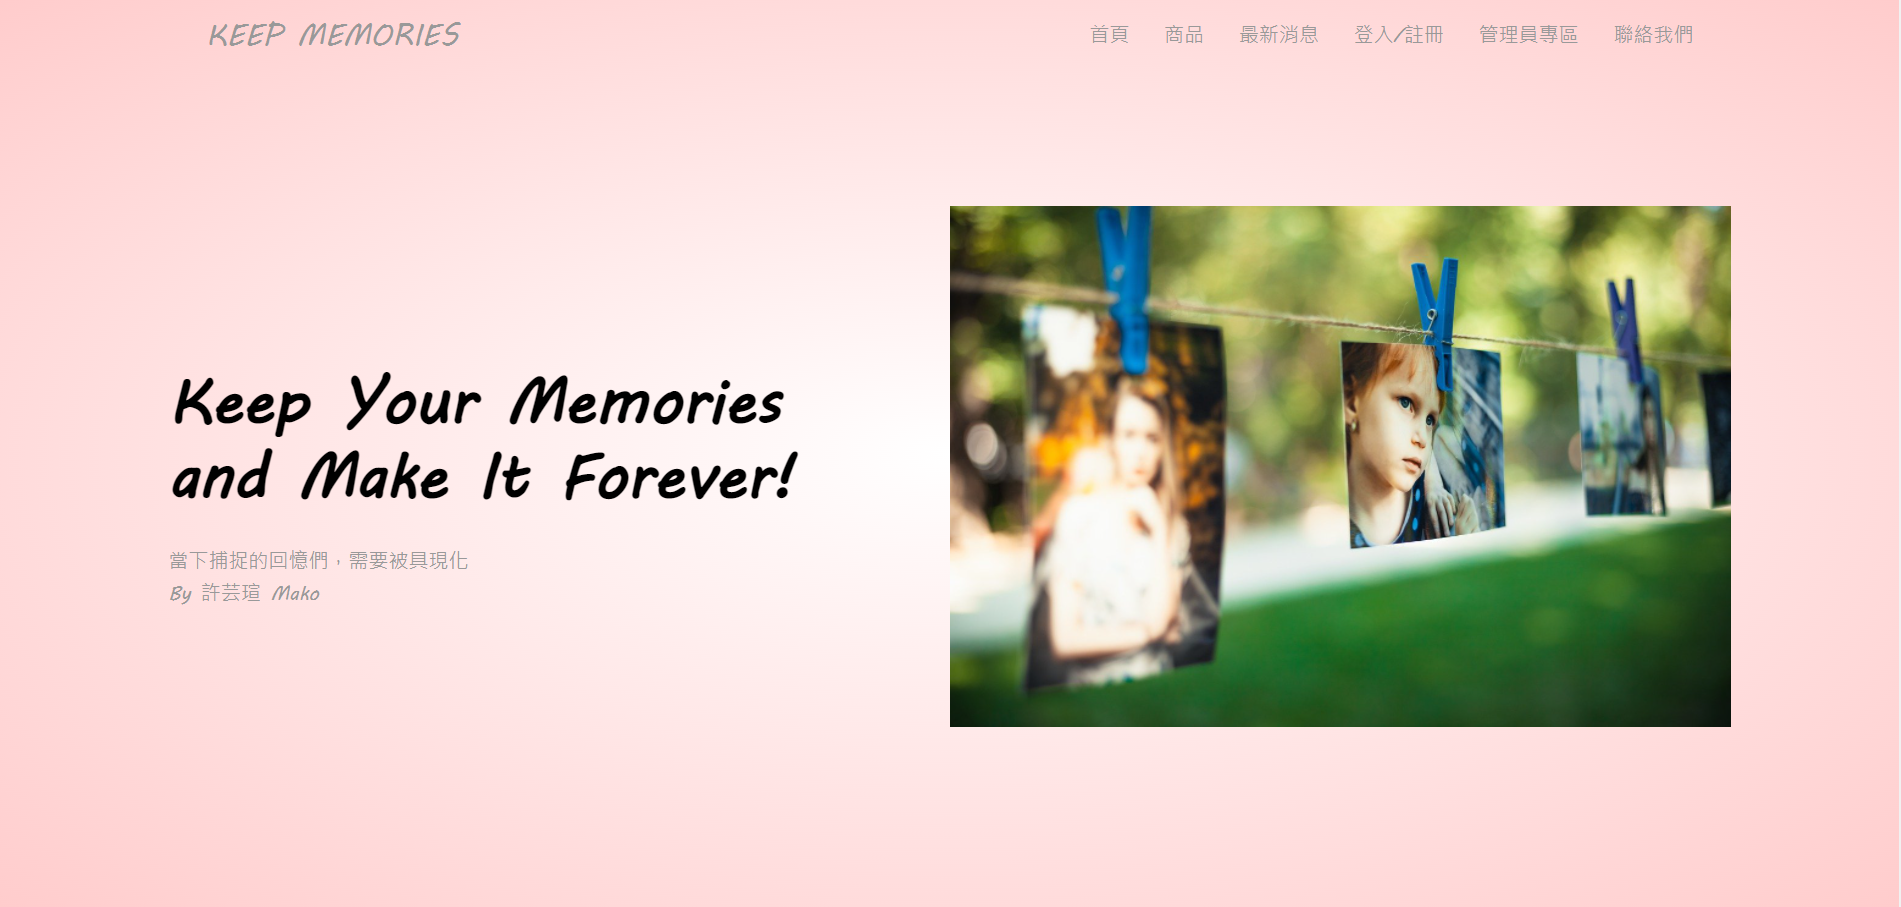 KEEP MEMORIES
首頁 商品 最新消息 登入/註冊 管理員專區 聯絡我們
Keep Your Memories
and Make It Forever!
當下捕捉的回憶們，需要被具現化
By 許芸瑄 Mako